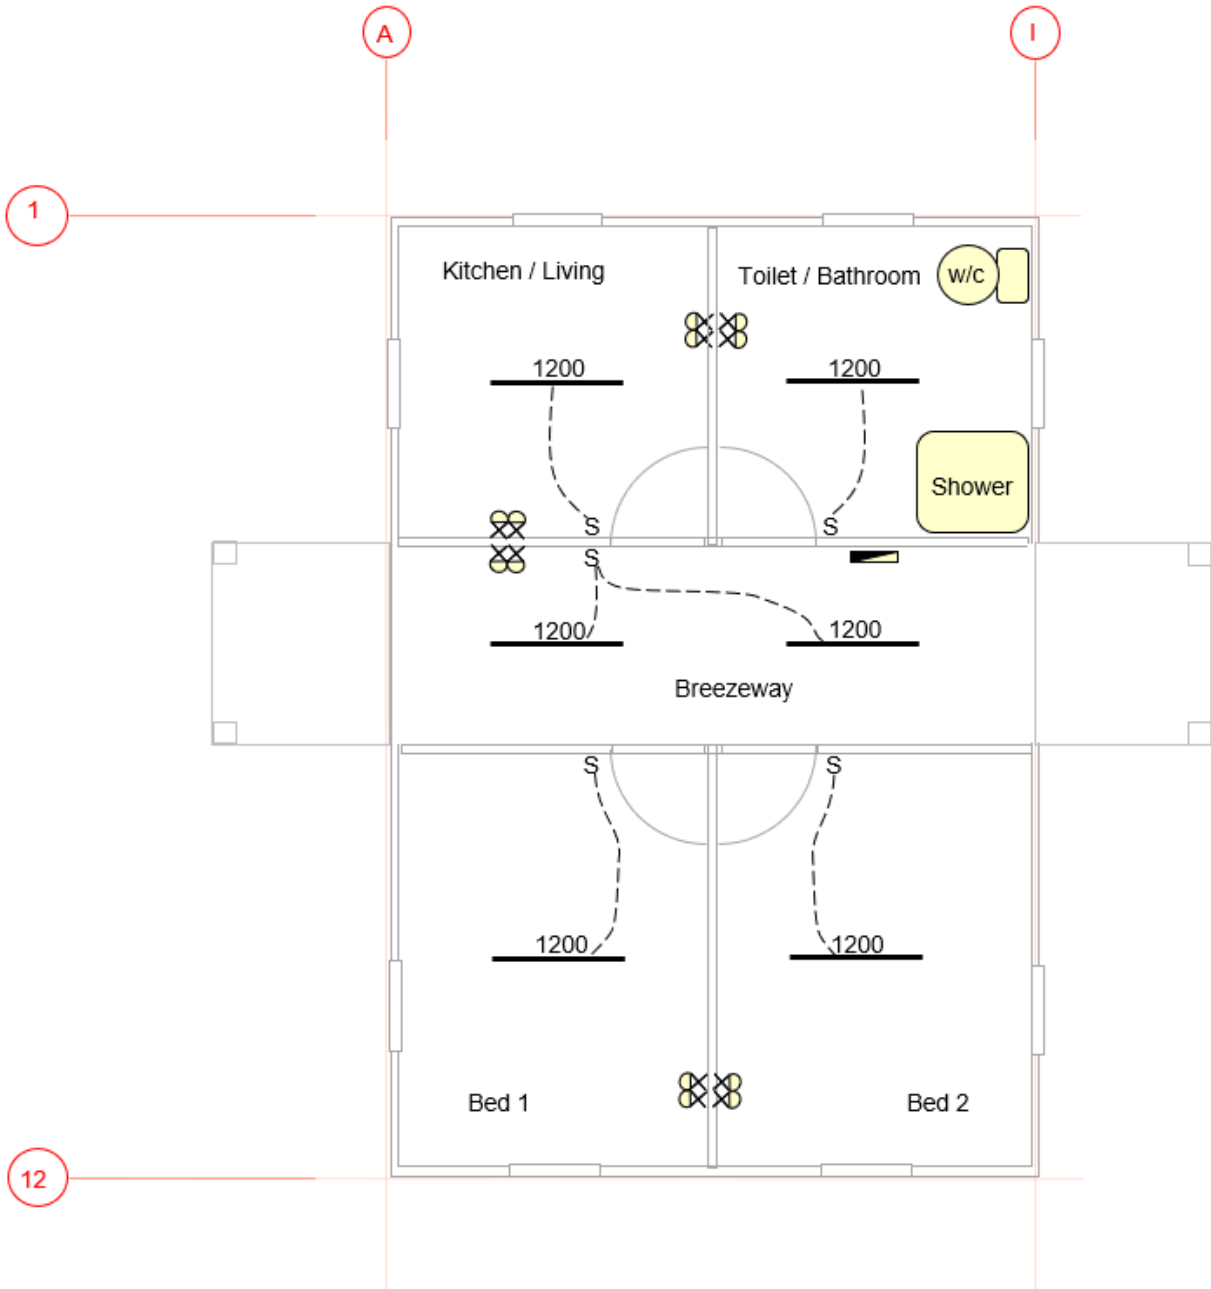 A
I
1
Kitchen / Living
Toilet / Bathroom
w/c
1200
1200
Shower
S
S
S
1200
1200
Breezeway
S
S
1200
1200
Bed 1
Bed 2
12